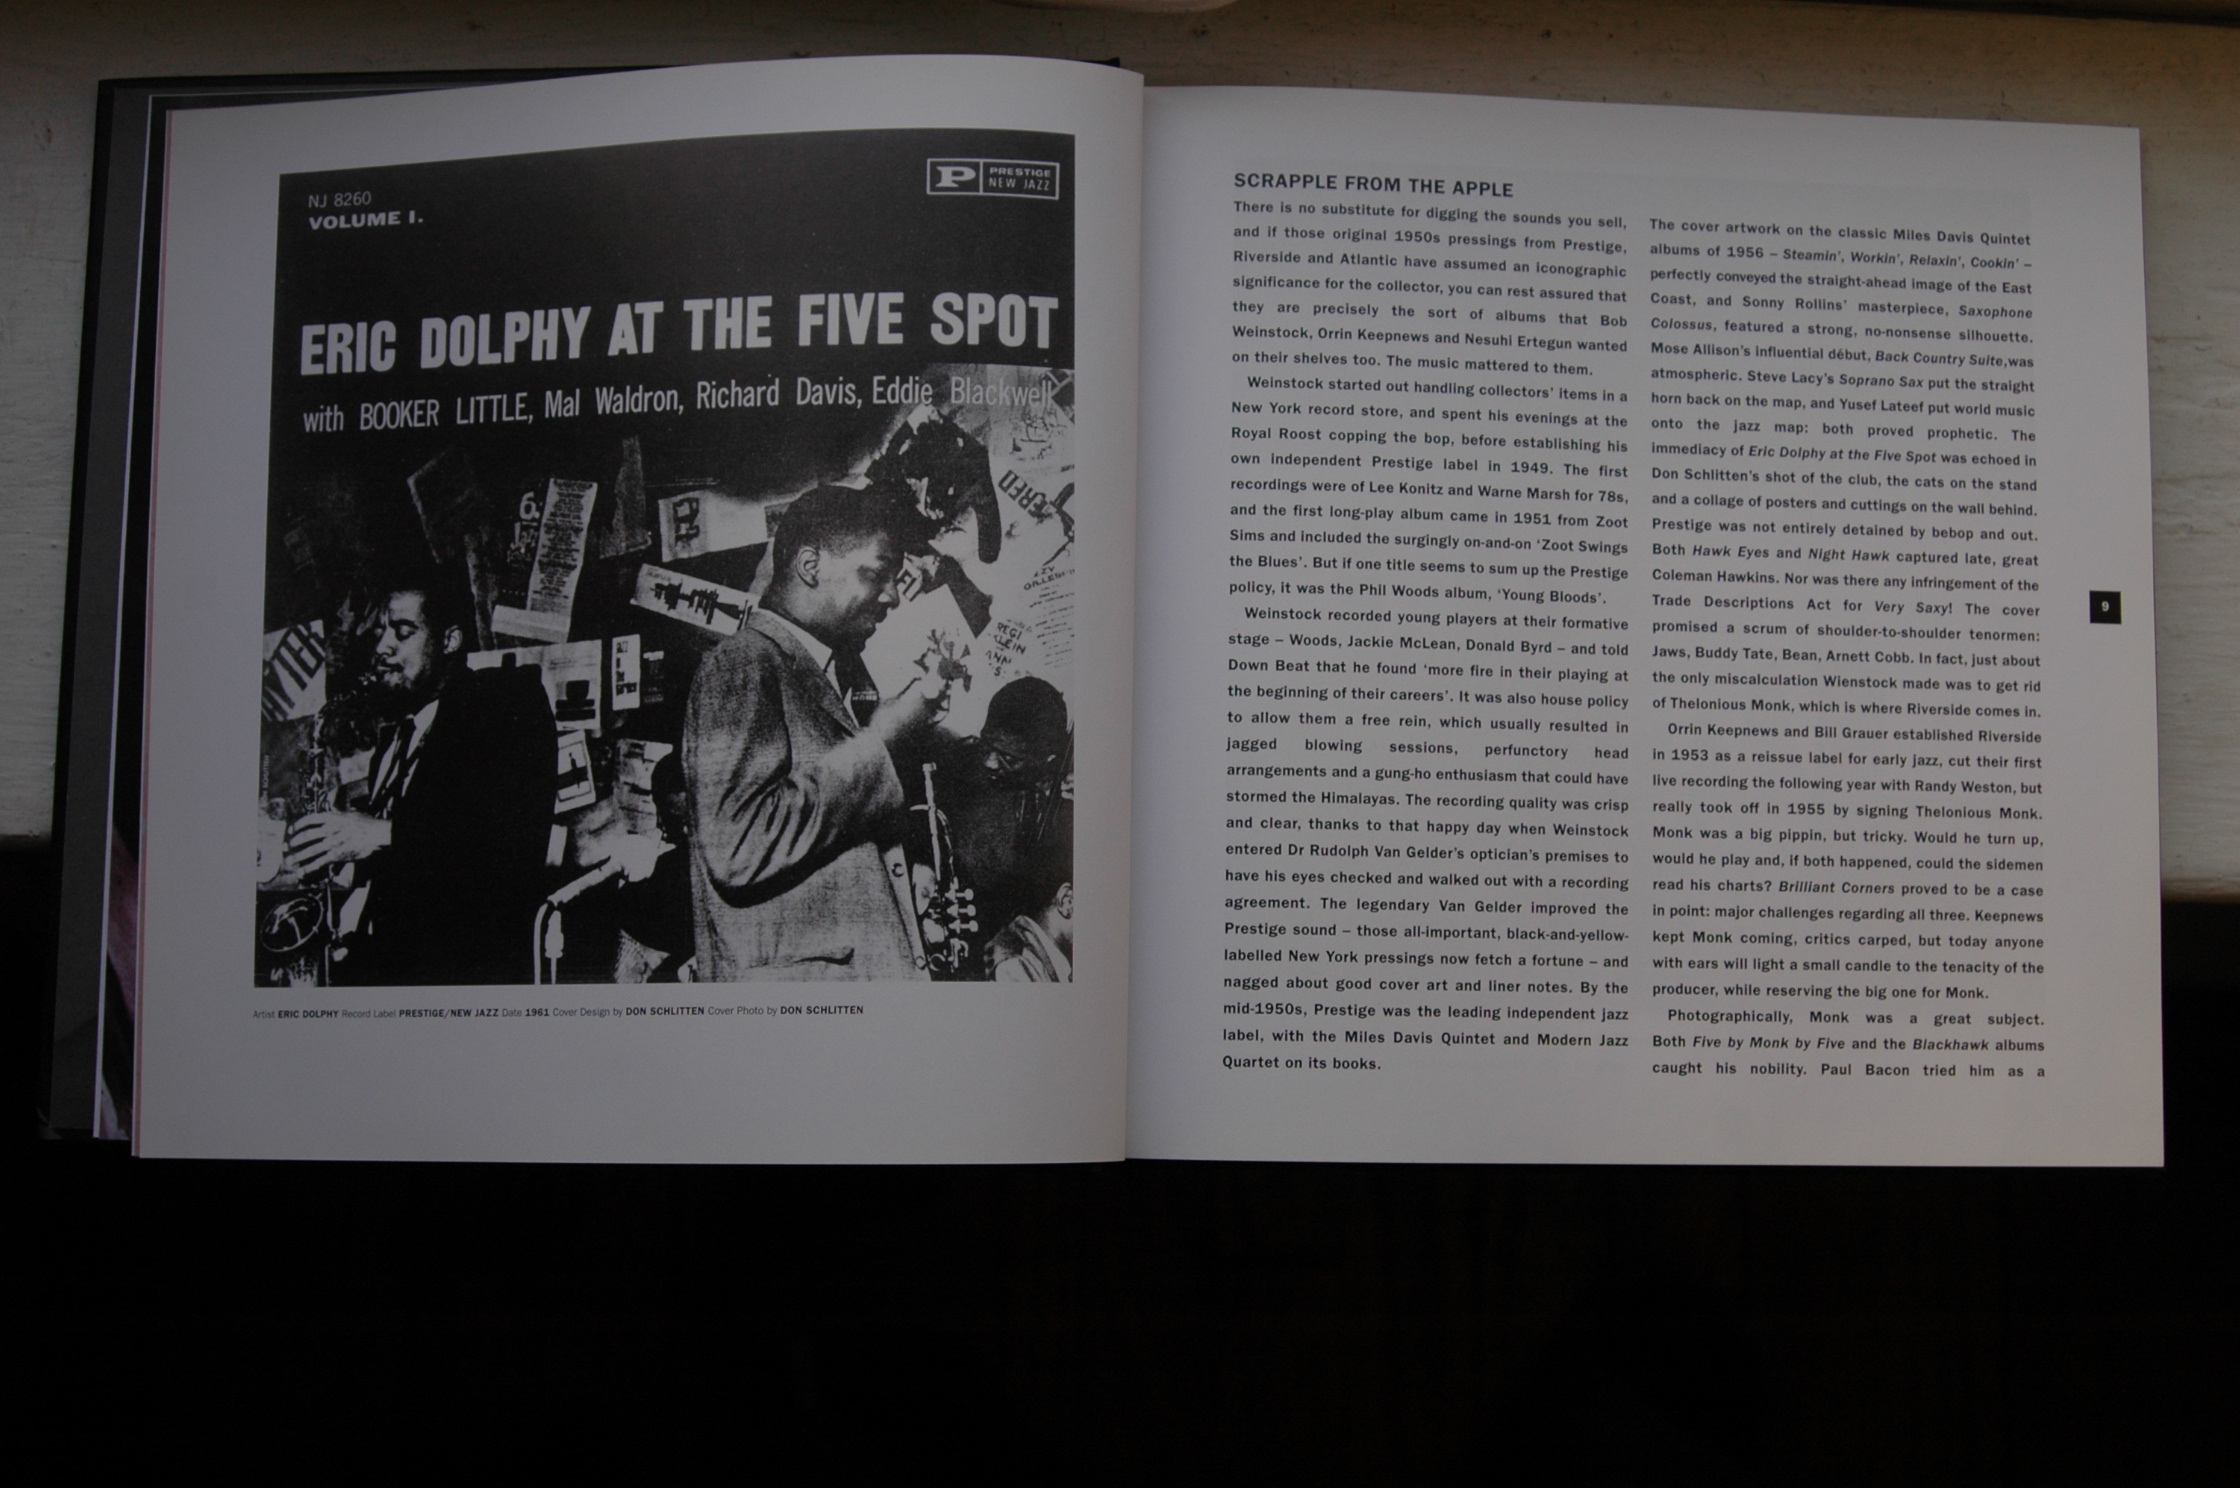 NJ 8260
VOLUME I.
P PRESTIGE
NEW JAZZ
ERIC DOLPHY AT THE FIVE SPOT
with BOOKER LITTLE, Mal Waldron, Richard Davis, Eddie Blackwell
Artist ERIC DOLPHY Record Label PRESTIGE/NEW JAZZ Date 1961 Cover Design by DON SCHLITTEN Cover Photo by DON SCHLITTEN
SCRAPPLE FROM THE APPLE
There is no substitute for digging the sounds you sell,
and if those original 1950s pressings from Prestige,
Riverside and Atlantic have assumed an iconographic
significance for the collector, you can rest assured that
they are precisely the sort of albums that Bob
Weinstock, Orrin Keepnews and Nesuhi Ertegun wanted
on their shelves too. The music mattered to them.
Weinstock started out handling collectors' items in a
New York record store, and spent his evenings at the
Royal Roost copping the bop, before establishing his
own independent Prestige label in 1949. The first
recordings were of Lee Konitz and Warne Marsh for 78s,
and the first long-play album came in 1951 from Zoot
Sims and included the surgingly on-and-on ‘Zoot Swings
the Blues’. But if one title seems to sum up the Prestige
policy, it was the Phil Woods album, ‘Young Bloods’.
Weinstock recorded young players at their formative
stage – Woods, Jackie McLean, Donald Byrd – and told
Down Beat that he found ‘more fire in their playing at
the beginning of their careers’. It was also house policy
to allow them a free rein, which usually resulted in
jagged blowing sessions, perfunctory head
arrangements and a gung-ho enthusiasm that could have
stormed the Himalayas. The recording quality was crisp
and clear, thanks to that happy day when Weinstock
entered Dr Rudolph Van Gelder's optician's premises to
have his eyes checked and walked out with a recording
agreement. The legendary Van Gelder improved the
Prestige sound – those all-important, black-and-yellow-
labelled New York pressings now fetch a fortune – and
nagged about good cover art and liner notes. By the
mid-1950s, Prestige was the leading independent jazz
label, with the Miles Davis Quintet and Modern Jazz
Quartet on its books.
The cover artwork on the classic Miles Davis Quintet
albums of 1956 – Steamin', Workin', Relaxin', Cookin' –
perfectly conveyed the straight-ahead image of the East
Coast, and Sonny Rollins' masterpiece, Saxophone
Colossus, featured a strong, no-nonsense silhouette.
Mose Allison's influential début, Back Country Suite,was
atmospheric. Steve Lacy's Soprano Sax put the straight
horn back on the map, and Yusef Lateef put world music
onto the jazz map: both proved prophetic. The
immediacy of Eric Dolphy at the Five Spot was echoed in
Don Schlitten's shot of the club, the cats on the stand
and a collage of posters and cuttings on the wall behind.
Prestige was not entirely detained by bebop and out.
Both Hawk Eyes and Night Hawk captured late, great
Coleman Hawkins. Nor was there any infringement of the
Trade Descriptions Act for Very Saxy! The cover
promised a scrum of shoulder-to-shoulder tenormen:
Jaws, Buddy Tate, Bean, Arnett Cobb. In fact, just about
the only miscalculation Wienstock made was to get rid
of Thelonious Monk, which is where Riverside comes in.
Orrin Keepnews and Bill Grauer established Riverside
in 1953 as a reissue label for early jazz, cut their first
live recording the following year with Randy Weston, but
really took off in 1955 by signing Thelonious Monk.
Monk was a big pippin, but tricky. Would he turn up,
would he play and, if both happened, could the sidemen
read his charts? Brilliant Corners proved to be a case
in point: major challenges regarding all three. Keepnews
kept Monk coming, critics carped, but today anyone
with ears will light a small candle to the tenacity of the
producer, while reserving the big one for Monk.
Photographically, Monk was a great subject.
Both Five by Monk by Five and the Blackhawk albums
caught his nobility. Paul Bacon tried him as a
9